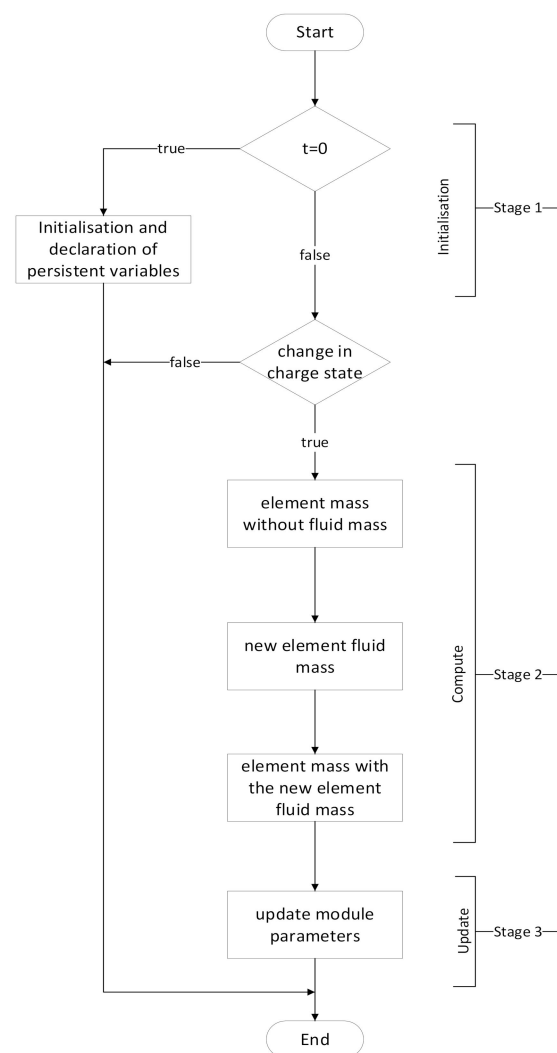 Start
t=0
true
Initialisation
Stage 1
Initialisation and
declaration of
persistent variables
false
change in
charge state
false
true
element mass
without fluid mass
new element fluid
mass
Compute
Stage 2
element mass with
the new element
fluid mass
update module
parameters
Update
Stage 3
End